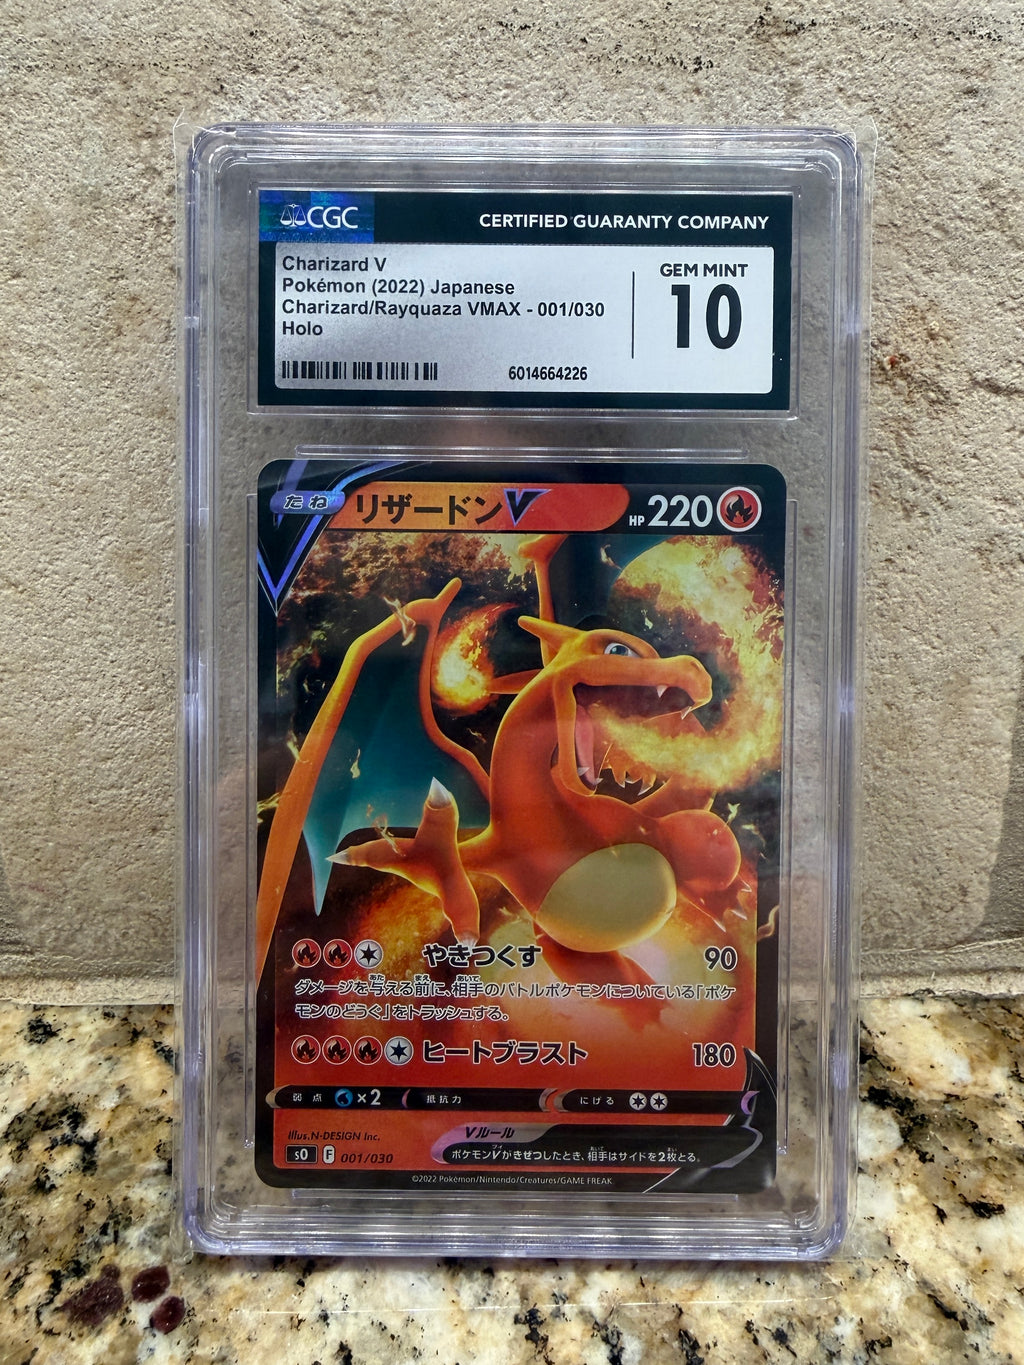 CGC
CERTIFIED GUARANTY COMPANY
Charizard V
Pokémon (2022) Japanese
Charizard/Rayquaza VMAX - 001/030
Holo
GEM MINT
10
6014664226
たね リザードンV HP 220
やきつくす 90
ダメージを与える前に、相手のバトルポケモンについている「ポケ
モンのどうぐ」をトラッシュする。
ヒートブラスト 180
弱点 ×2 抵抗力 にげる
Illus.N-DESIGN Inc.
Vルール
ポケモンVがきぜつしたとき、相手はサイドを2枚とる。
s0 F 001/030
©2022 Pokémon/Nintendo/Creatures/GAME FREAK